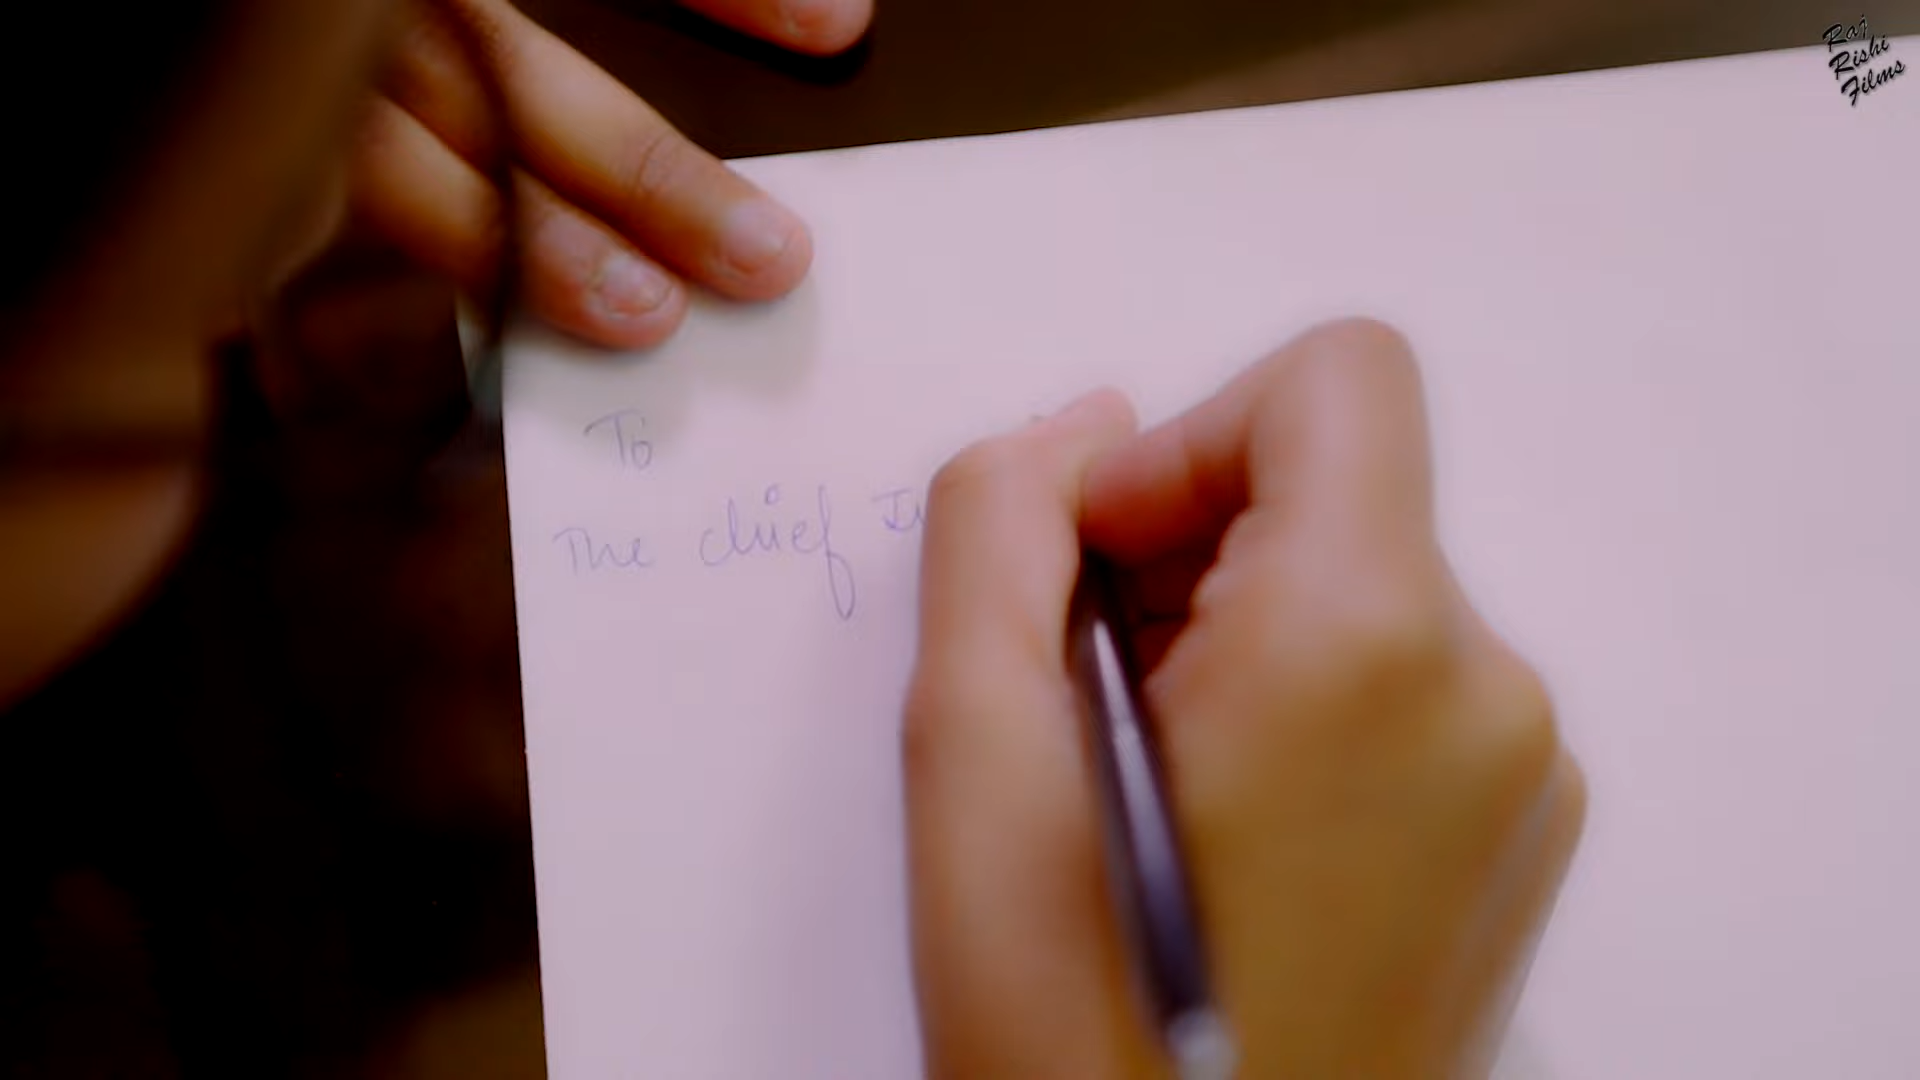 Raj
Rishi
Films
To
The chief